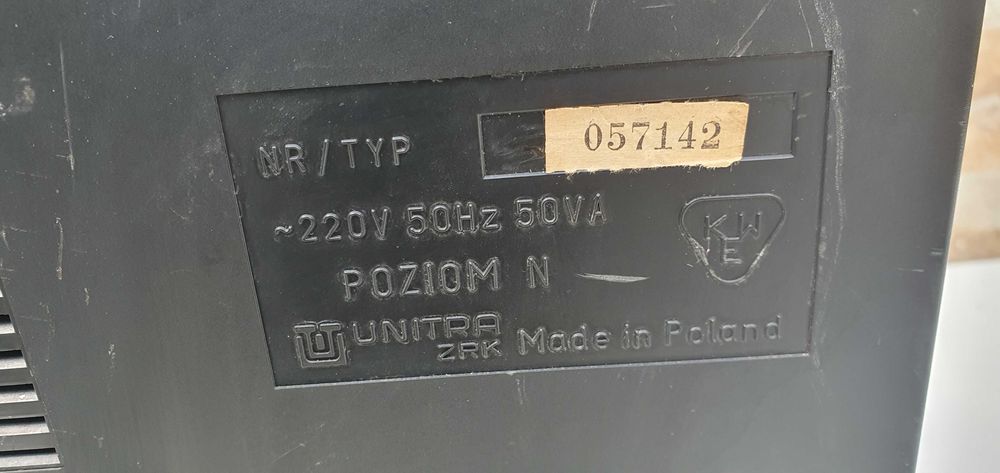 NR/TYP 057142
~220V 50Hz 50VA
KWE
POZIOM N
UNITRA
ZRK Made in Poland